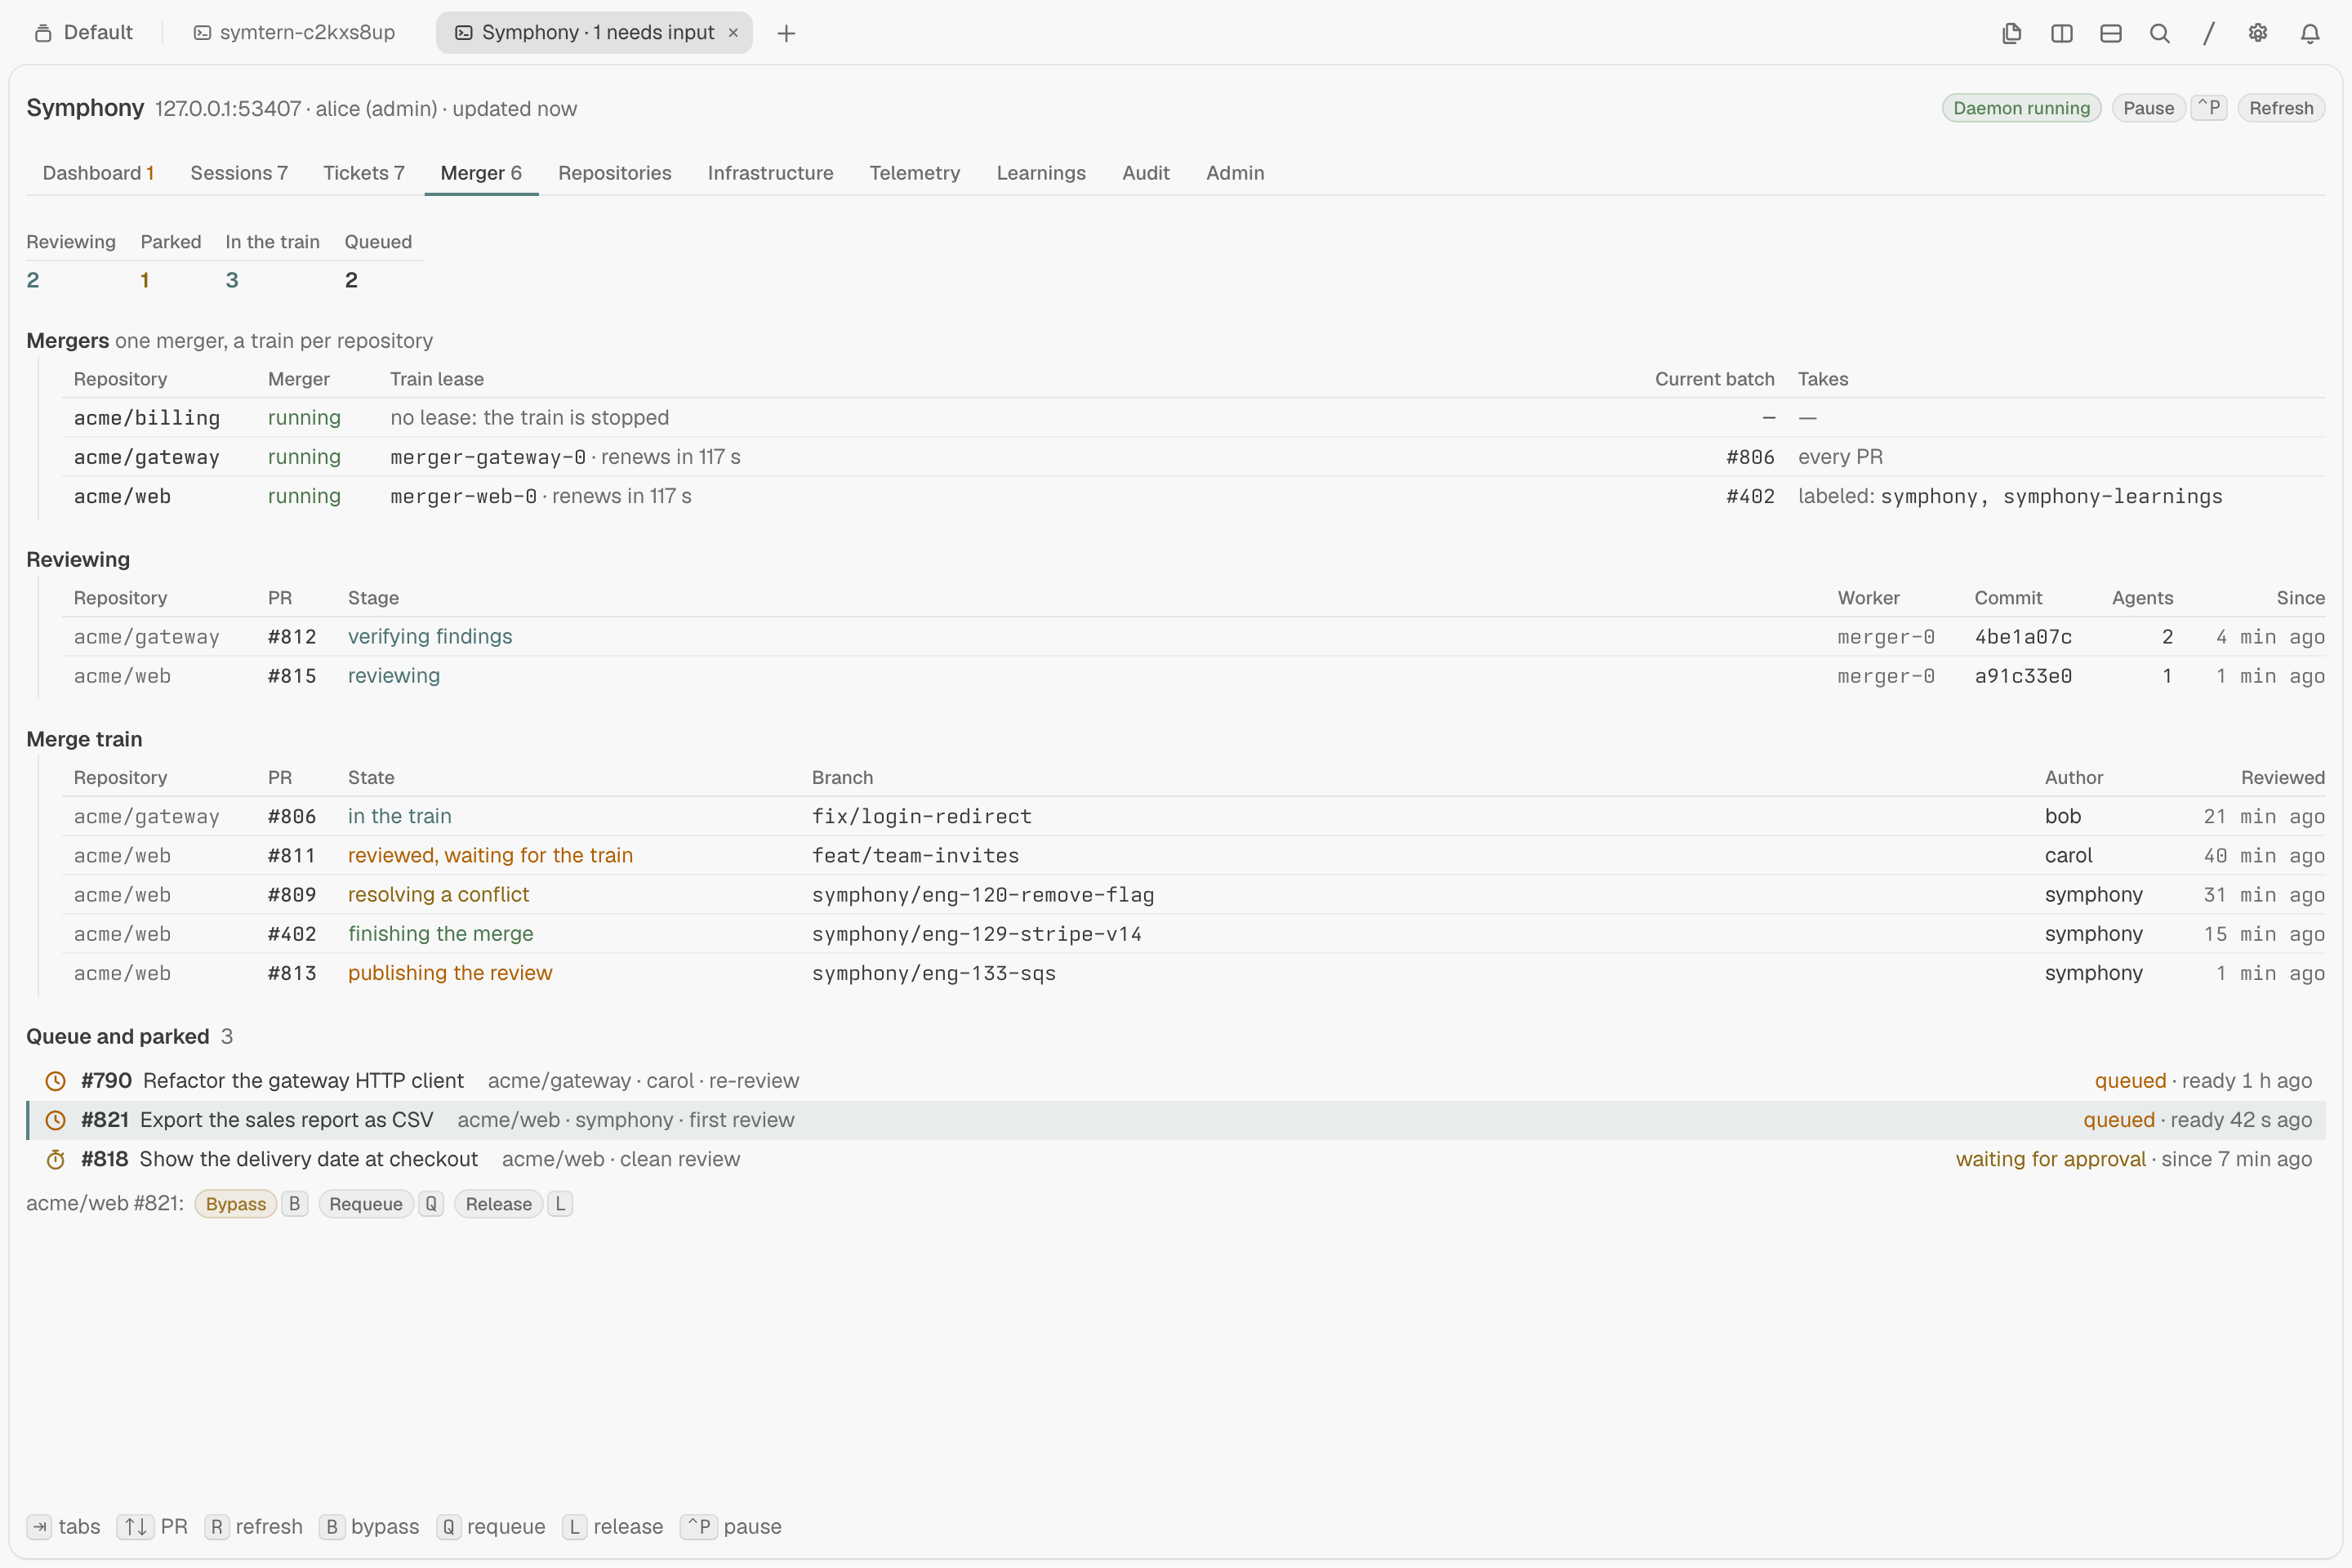 Default symtern-c2kxs8up Symphony · 1 needs input × +
Symphony 127.0.0.1:53407 · alice (admin) · updated now Daemon running Pause ^P Refresh
Dashboard 1 Sessions 7 Tickets 7 Merger 6 Repositories Infrastructure Telemetry Learnings Audit Admin
Reviewing Parked In the train Queued
2 1 3 2
Mergers one merger, a train per repository
Repository Merger Train lease Current batch Takes
acme/billing running no lease: the train is stopped — —
acme/gateway running merger-gateway-0 · renews in 117 s #806 every PR
acme/web running merger-web-0 · renews in 117 s #402 labeled: symphony, symphony-learnings
Reviewing
Repository PR Stage Worker Commit Agents Since
acme/gateway #812 verifying findings merger-0 4be1a07c 2 4 min ago
acme/web #815 reviewing merger-0 a91c33e0 1 1 min ago
Merge train
Repository PR State Branch Author Reviewed
acme/gateway #806 in the train fix/login-redirect bob 21 min ago
acme/web #811 reviewed, waiting for the train feat/team-invites carol 40 min ago
acme/web #809 resolving a conflict symphony/eng-120-remove-flag symphony 31 min ago
acme/web #402 finishing the merge symphony/eng-129-stripe-v14 symphony 15 min ago
acme/web #813 publishing the review symphony/eng-133-sqs symphony 1 min ago
Queue and parked 3
#790 Refactor the gateway HTTP client acme/gateway · carol · re-review queued · ready 1 h ago
#821 Export the sales report as CSV acme/web · symphony · first review queued · ready 42 s ago
#818 Show the delivery date at checkout acme/web · clean review waiting for approval · since 7 min ago
acme/web #821: Bypass B Requeue Q Release L
⇥ tabs ↑↓ PR R refresh B bypass Q requeue L release ^P pause